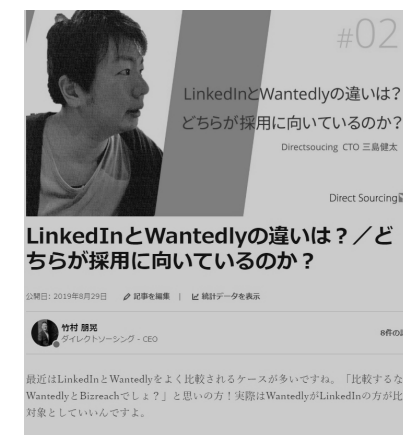 #02
LinkedInとWantedlyの違いは?
どちらが採用に向いているのか?
Directsoucing CTO 三島健太
Direct Sourcing
LinkedInとWantedlyの違いは？／ど
ちらが採用に向いているのか？
公開日: 2019年8月29日 記事を編集 | 統計データを表示
竹村 朋晃
ダイレクトソーシング - CEO
8件の
最近はLinkedInとWantedlyをよく比較されるケースが多いですね。「比較するな
WantedlyとBizreachでしょ？」と思いの方！実際はWantedlyがLinkedInの方が比
対象としていいんですよ。